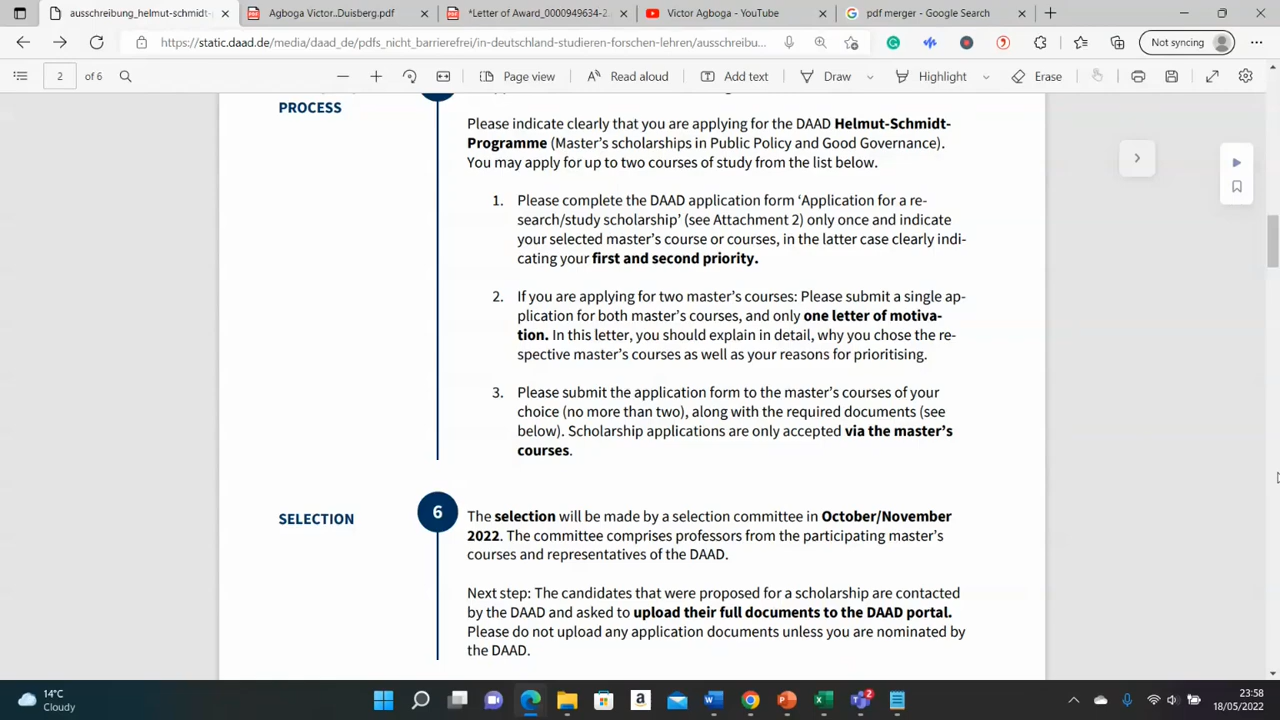 ausschreibung_helmut-schmidt-
Agboga Victor..Duisberg.pdf
*Letter of Award_0000949634-2...
Victor Agboga - YouTube
pdf merger - Google Search
https://static.daad.de/media/daad_de/pdfs_nicht_barrierefrei/in-deutschland-studieren-forschen-lehren/ausschreibu...
Not syncing
2 of 6
Page view
Read aloud
Add text
Draw
Highlight
Erase
PROCESS
Please indicate clearly that you are applying for the DAAD Helmut-Schmidt-
Programme (Master's scholarships in Public Policy and Good Governance).
You may apply for up to two courses of study from the list below.
1. Please complete the DAAD application form 'Application for a re-
search/study scholarship' (see Attachment 2) only once and indicate
your selected master's course or courses, in the latter case clearly indi-
cating your first and second priority.
2. If you are applying for two master's courses: Please submit a single ap-
plication for both master's courses, and only one letter of motiva-
tion. In this letter, you should explain in detail, why you chose the re-
spective master's courses as well as your reasons for prioritising.
3. Please submit the application form to the master's courses of your
choice (no more than two), along with the required documents (see
below). Scholarship applications are only accepted via the master's
courses.
SELECTION
6
The selection will be made by a selection committee in October/November
2022. The committee comprises professors from the participating master's
courses and representatives of the DAAD.
Next step: The candidates that were proposed for a scholarship are contacted
by the DAAD and asked to upload their full documents to the DAAD portal.
Please do not upload any application documents unless you are nominated by
the DAAD.
14°C
Cloudy
2
23:58
18/05/2022